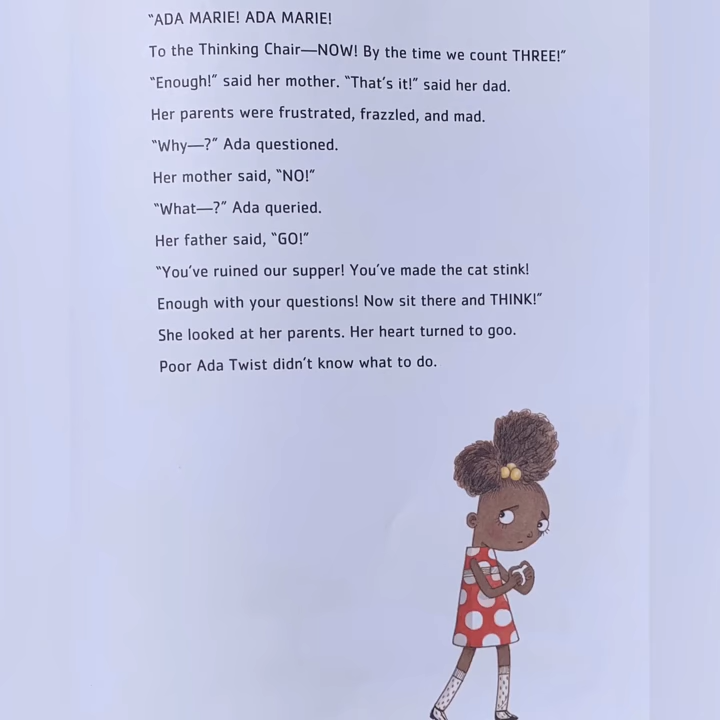 “ADA MARIE! ADA MARIE!
To the Thinking Chair—NOW! By the time we count THREE!”
“Enough!” said her mother. “That’s it!” said her dad.
Her parents were frustrated, frazzled, and mad.
“Why—?” Ada questioned.
Her mother said, “NO!”
“What—?” Ada queried.
Her father said, “GO!”
“You’ve ruined our supper! You’ve made the cat stink!
Enough with your questions! Now sit there and THINK!”
She looked at her parents. Her heart turned to goo.
Poor Ada Twist didn’t know what to do.